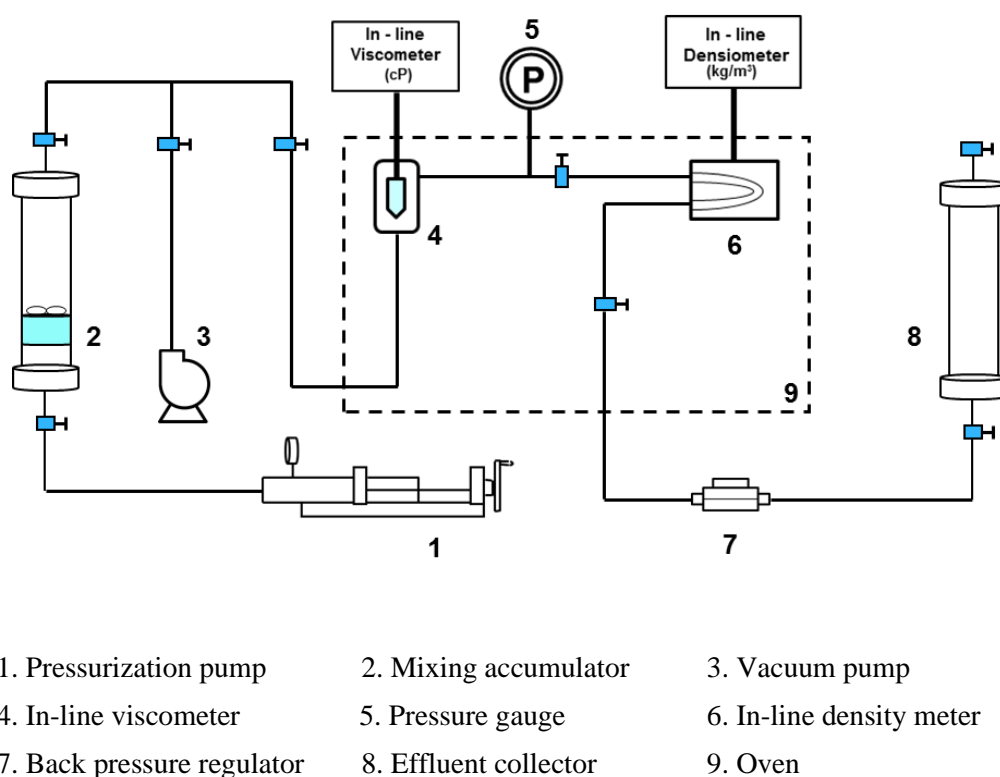 In - line
Viscometer
(cP)
5
P
In - line
Densiometer
(kg/m³)
4
6
2
3
8
9
1
7
1. Pressurization pump 2. Mixing accumulator 3. Vacuum pump
4. In-line viscometer 5. Pressure gauge 6. In-line density meter
7. Back pressure regulator 8. Effluent collector 9. Oven